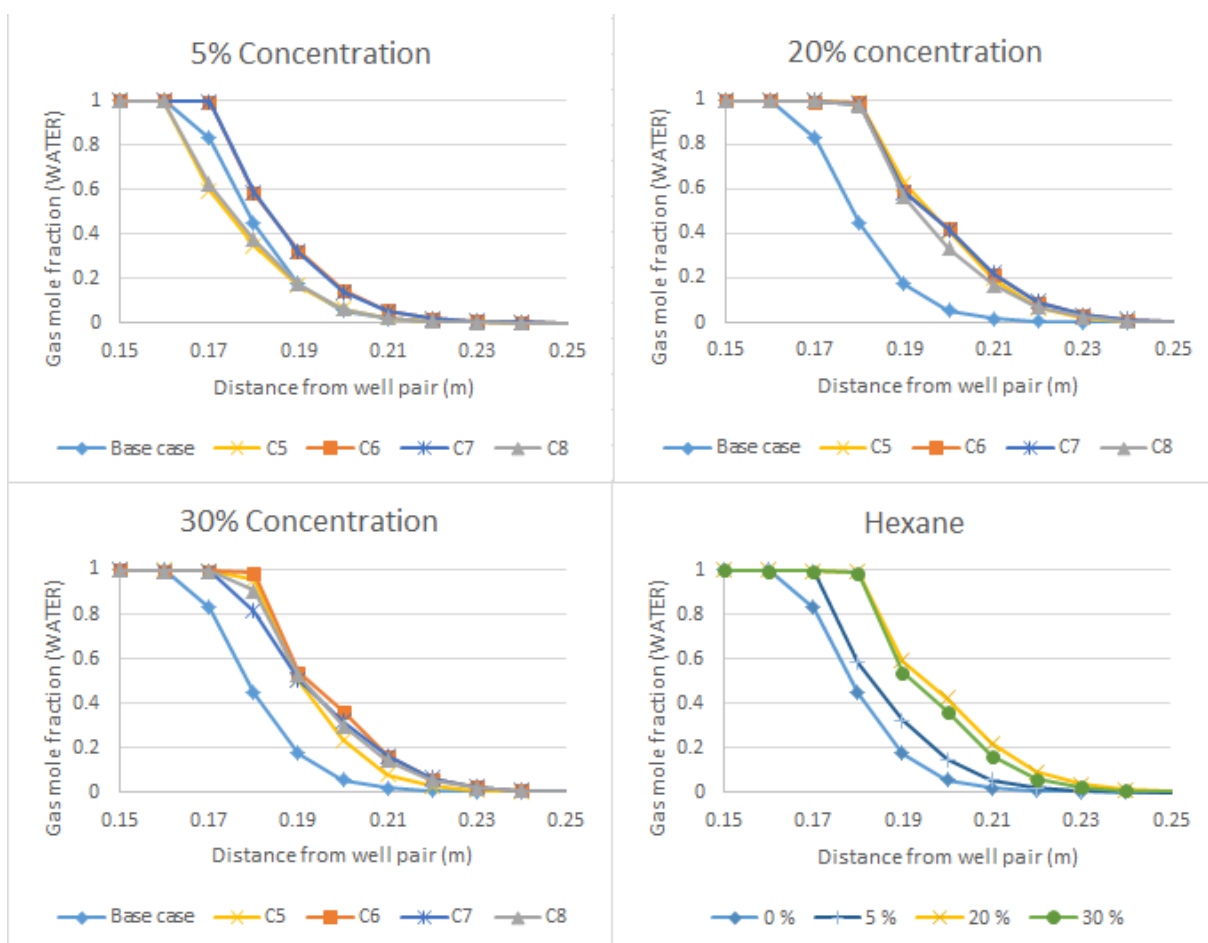 5% Concentration
Gas mole fraction (WATER)
1
0.8
0.6
0.4
0.2
0
0.15 0.17 0.19 0.21 0.23 0.25
Distance from well pair (m)
Base case C5 C6 C7 C8
20% concentration
Gas mole fraction (WATER)
1
0.8
0.6
0.4
0.2
0
0.15 0.17 0.19 0.21 0.23 0.25
Distance from well pair (m)
Base case C5 C6 C7 C8
30% Concentration
Gas mole fraction (WATER)
1
0.8
0.6
0.4
0.2
0
0.15 0.17 0.19 0.21 0.23 0.25
Distance from well pair (m)
Base case C5 C6 C7 C8
Hexane
Gas mole fraction (WATER)
1
0.8
0.6
0.4
0.2
0
0.15 0.17 0.19 0.21 0.23 0.25
Distance from well pair (m)
0 % 5 % 20 % 30 %